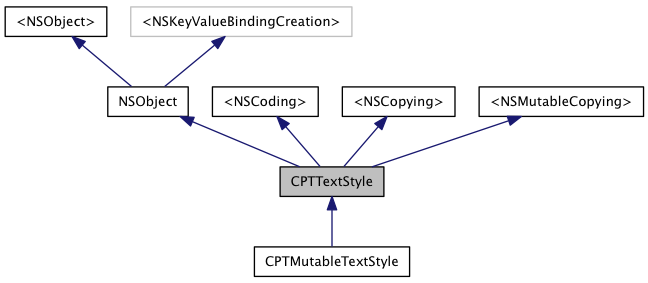 <NSObject>
<NSKeyValueBindingCreation>
NSObject
<NSCoding>
<NSCopying>
<NSMutableCopying>
CPTTextStyle
CPTMutableTextStyle